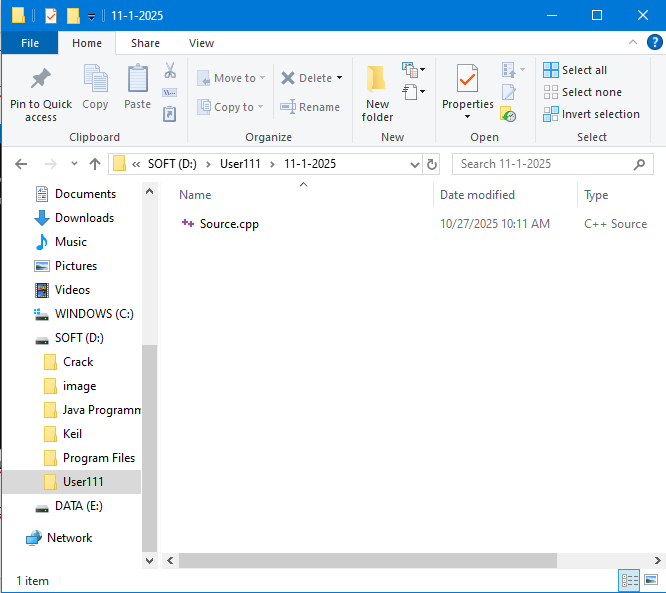 11-1-2025
File Home Share View
Pin to Quick access
Copy
Paste
Clipboard
Move to
Copy to
Delete
Rename
Organize
New folder
New
Properties
Open
Select all
Select none
Invert selection
Select
« SOFT (D:) › User111 › 11-1-2025
Search 11-1-2025
Documents
Downloads
Music
Pictures
Videos
WINDOWS (C:)
SOFT (D:)
Crack
image
Java Programm
Keil
Program Files
User111
DATA (E:)
Network
Name Date modified Type
Source.cpp 10/27/2025 10:11 AM C++ Source
1 item